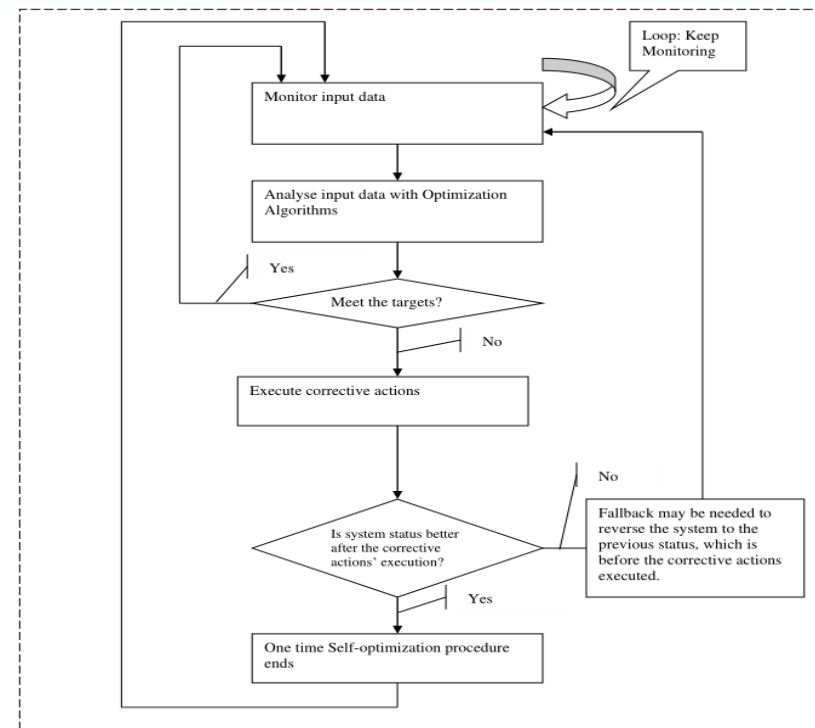 Loop: Keep
Monitoring
Monitor input data
Analyse input data with Optimization
Algorithms
Yes
Meet the targets?
No
Execute corrective actions
No
Fallback may be needed to
reverse the system to the
previous status, which is
before the corrective actions
executed.
Is system status better
after the corrective
actions’ execution?
Yes
One time Self-optimization procedure
ends